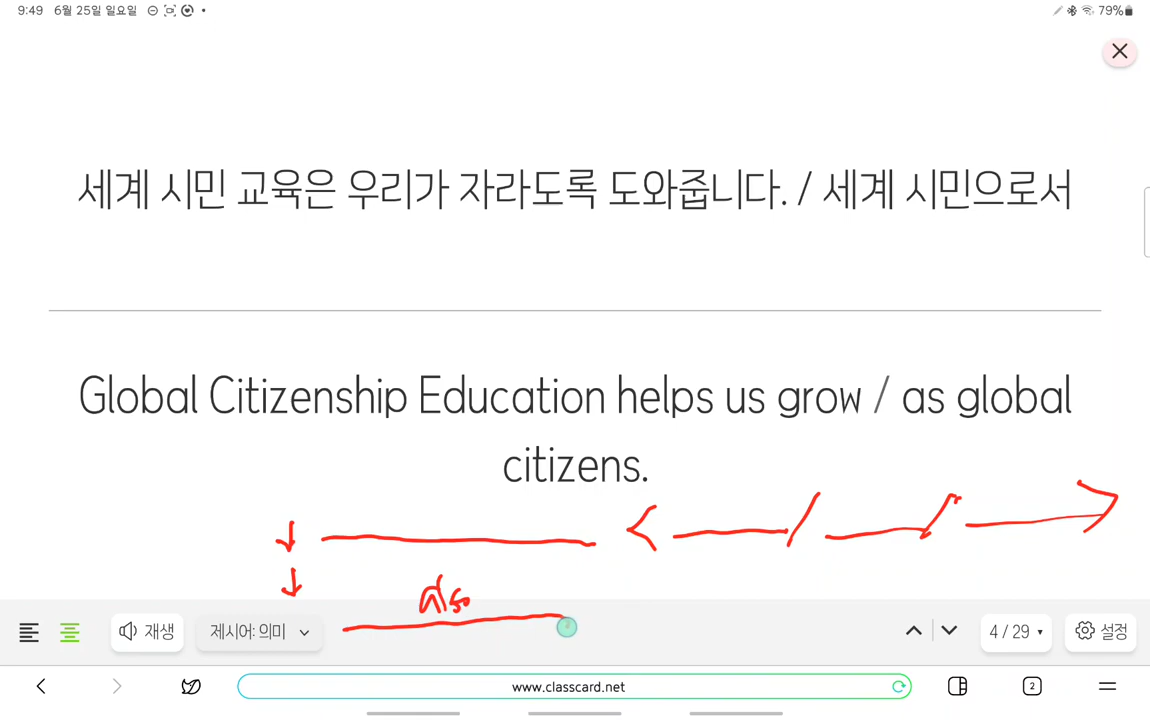 9:49 6월 25일 일요일
79%
세계 시민 교육은 우리가 자라도록 도와줍니다. / 세계 시민으로서
Global Citizenship Education helps us grow / as global
citizens.
재생
제시어: 의미
4 / 29
설정
www.classcard.net
2